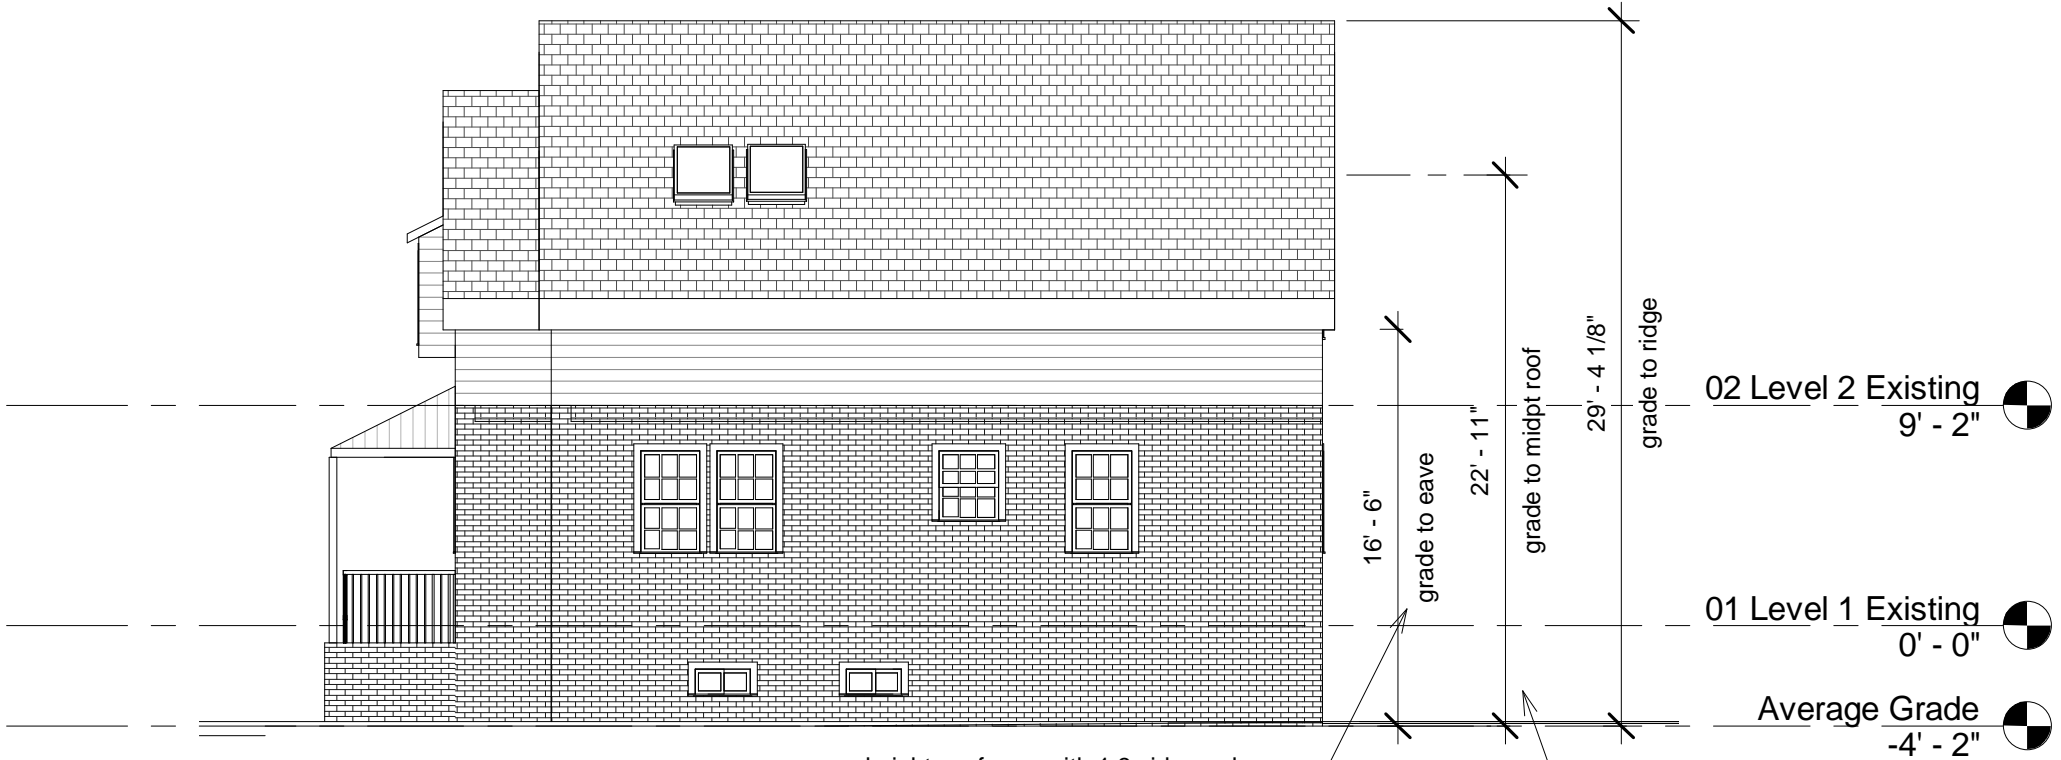 16' - 6"
grade to eave
22' - 11"
grade to midpt roof
29' - 4 1/8"
grade to ridge
02 Level 2 Existing
9' - 2"
01 Level 1 Existing
0' - 0"
Average Grade
-4' - 2"